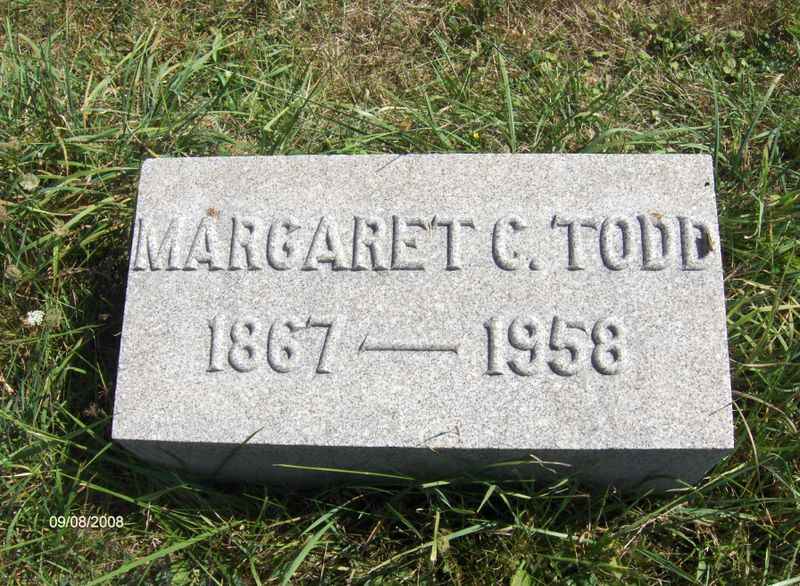 MARGARET C. TODD
1867 — 1958
09/08/2008